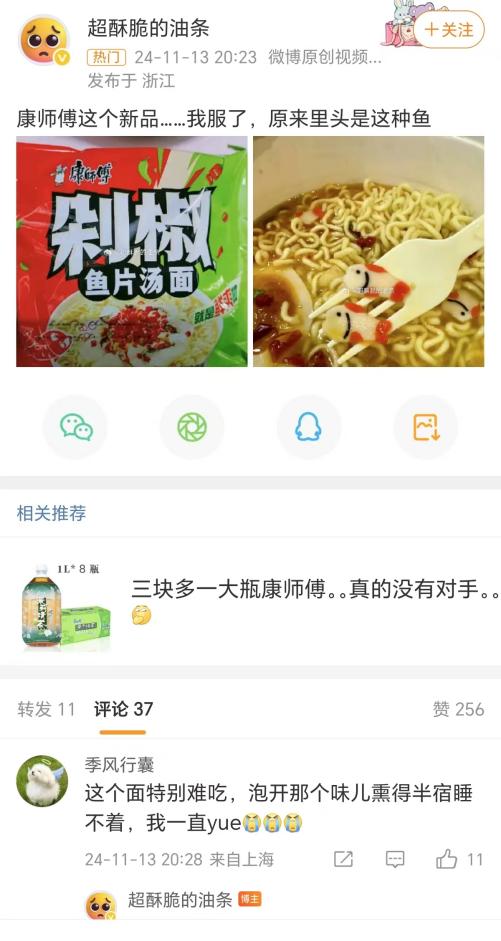 超酥脆的油条
+关注
热门 24-11-13 20:23 微博原创视频...
发布于 浙江
康师傅这个新品......我服了，原来里头是这种鱼
康师傅
剁椒
鱼片汤面
就是
相关推荐
1L* 8 瓶
三块多一大瓶康师傅。。真的没有对手。。
转发 11 评论 37 赞 256
季风行囊
这个面特别难吃，泡开那个味儿熏得半宿睡
不着，我一直yue😭😭😭
24-11-13 20:28 来自上海 11
超酥脆的油条 博主